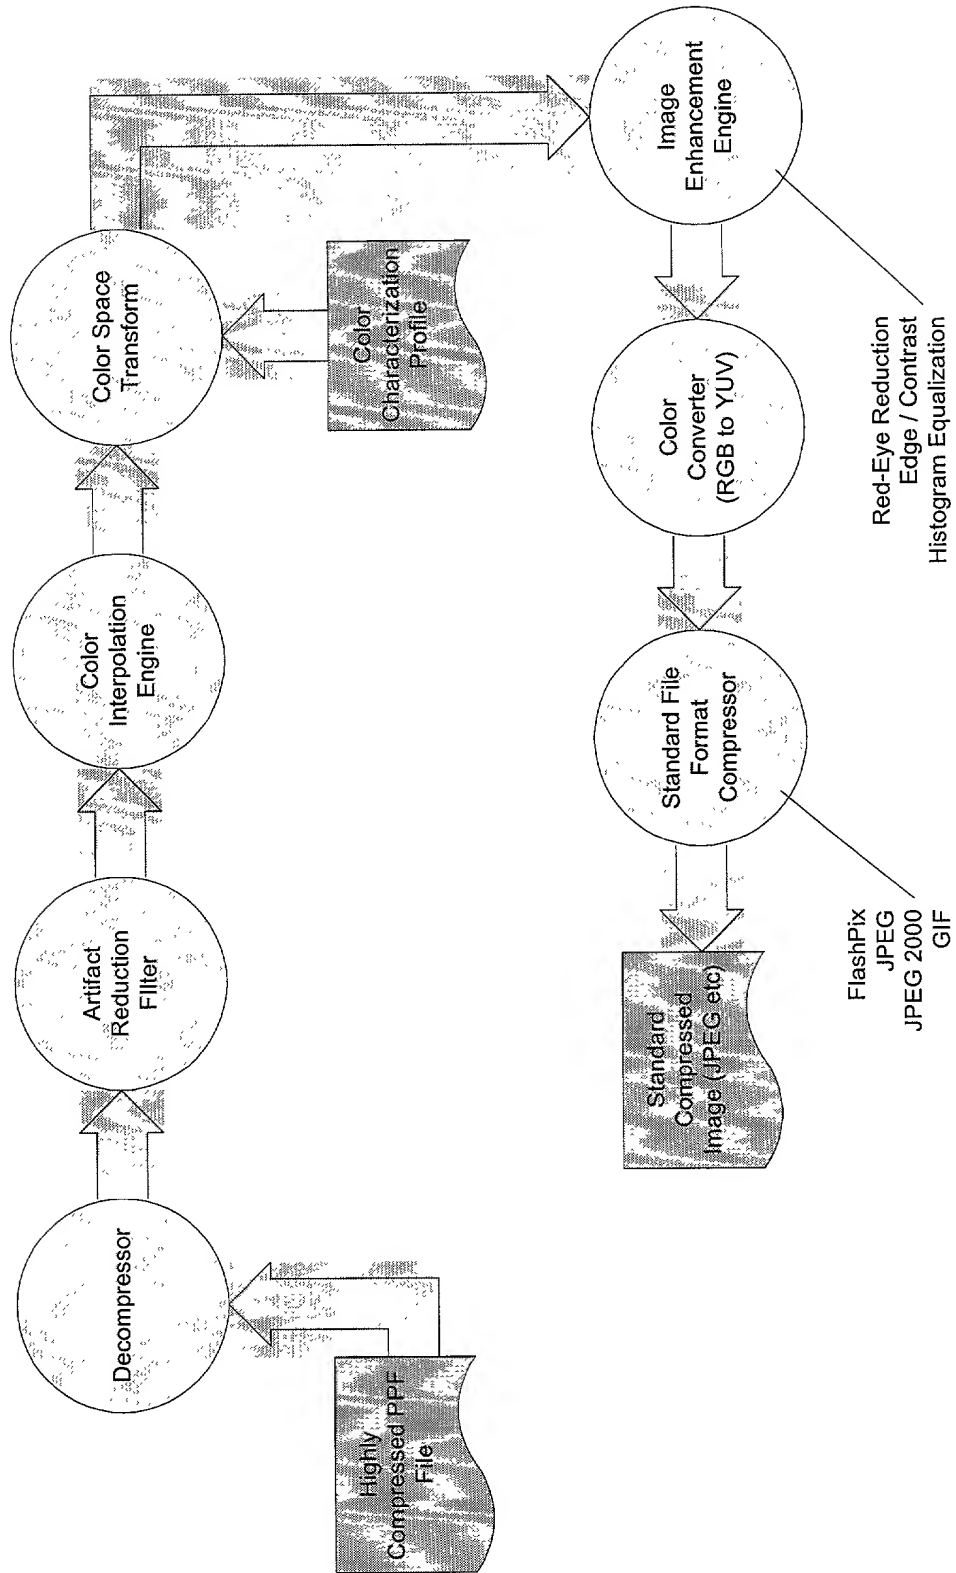 Highly
Compressed PPF
File
Decompressor
Artifact
Reduction
FIlter
Color
Interpolation
Engine
Color Space
Transform
Color
Characterization
Profile
Image
Enhancement
Engine
Red-Eye Reduction
Edge / Contrast
Histogram Equalization
Color
Converter
(RGB to YUV)
Standard File
Format
Compressor
FlashPix
JPEG
JPEG 2000
GIF
Standard
Compressed
Image (JPEG etc)